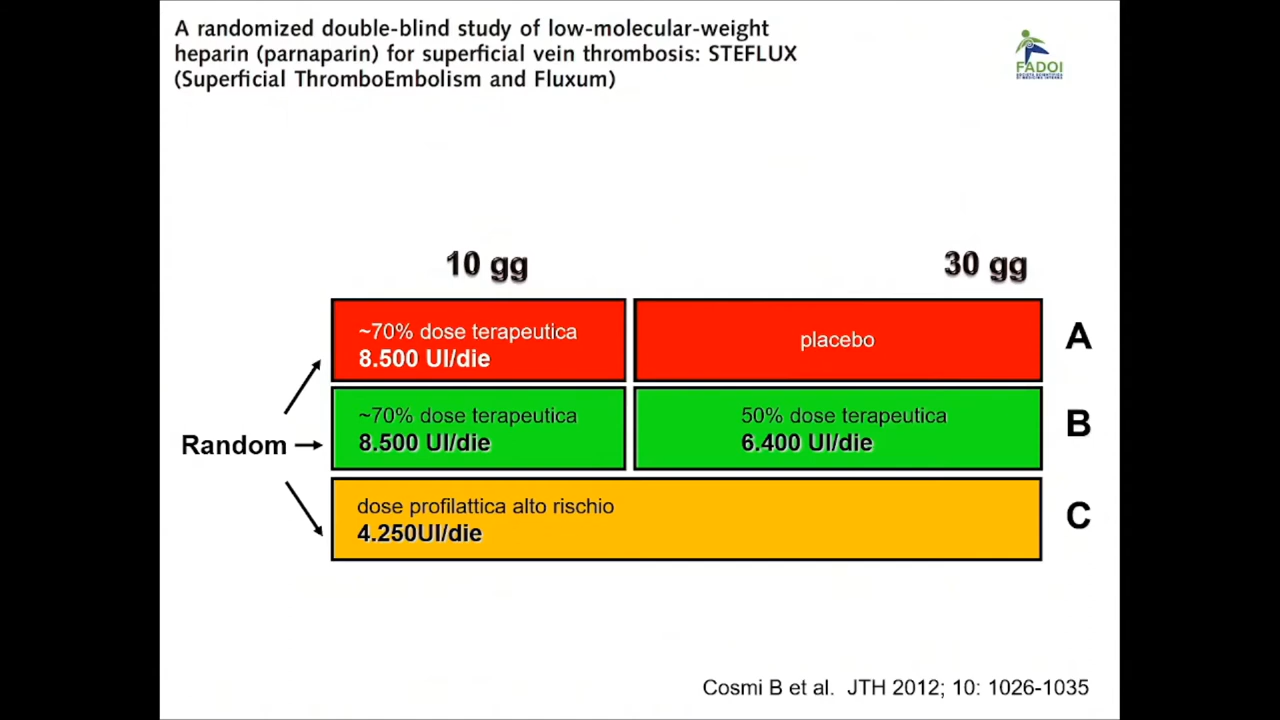 A randomized double-blind study of low-molecular-weight
heparin (parnaparin) for superficial vein thrombosis: STEFLUX
(Superficial ThromboEmbolism and Fluxum)
FADOI
10 gg
30 gg
~70% dose terapeutica
8.500 UI/die
placebo
A
~70% dose terapeutica
8.500 UI/die
50% dose terapeutica
6.400 UI/die
B
Random
dose profilattica alto rischio
4.250UI/die
C
Cosmi B et al. JTH 2012; 10: 1026-1035